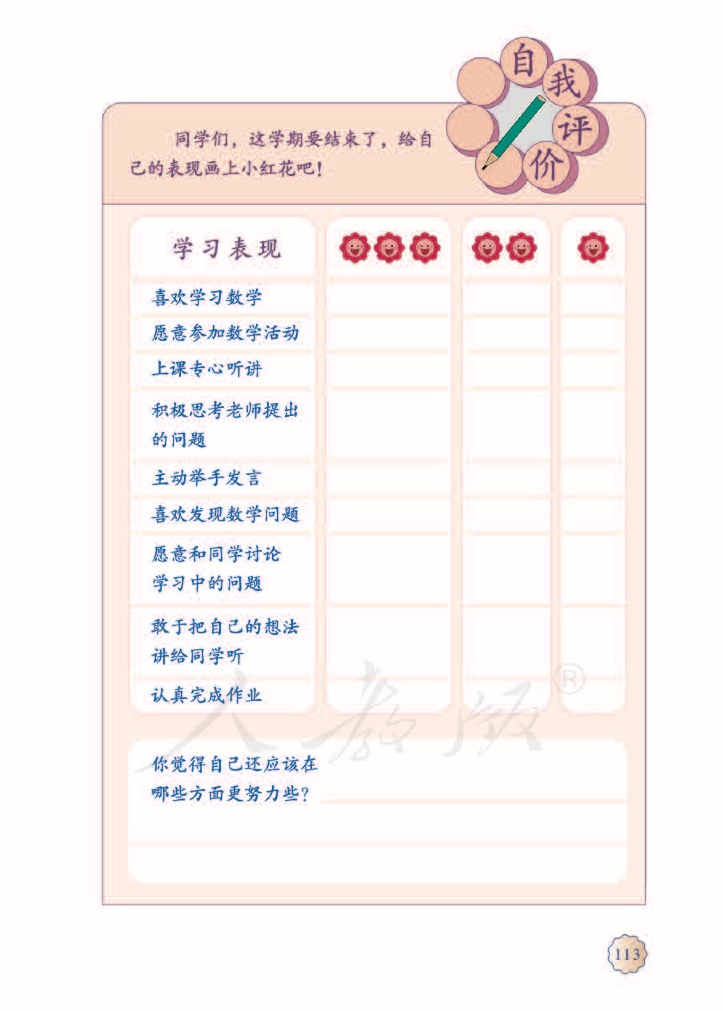 自我评价
同学们，这学期要结束了，给自
己的表现画上小红花吧！
学习表现
喜欢学习数学
愿意参加数学活动
上课专心听讲
积极思考老师提出
的问题
主动举手发言
喜欢发现数学问题
愿意和同学讨论
学习中的问题
敢于把自己的想法
讲给同学听
认真完成作业
人教版®
你觉得自己还应该在
哪些方面更努力些？
113